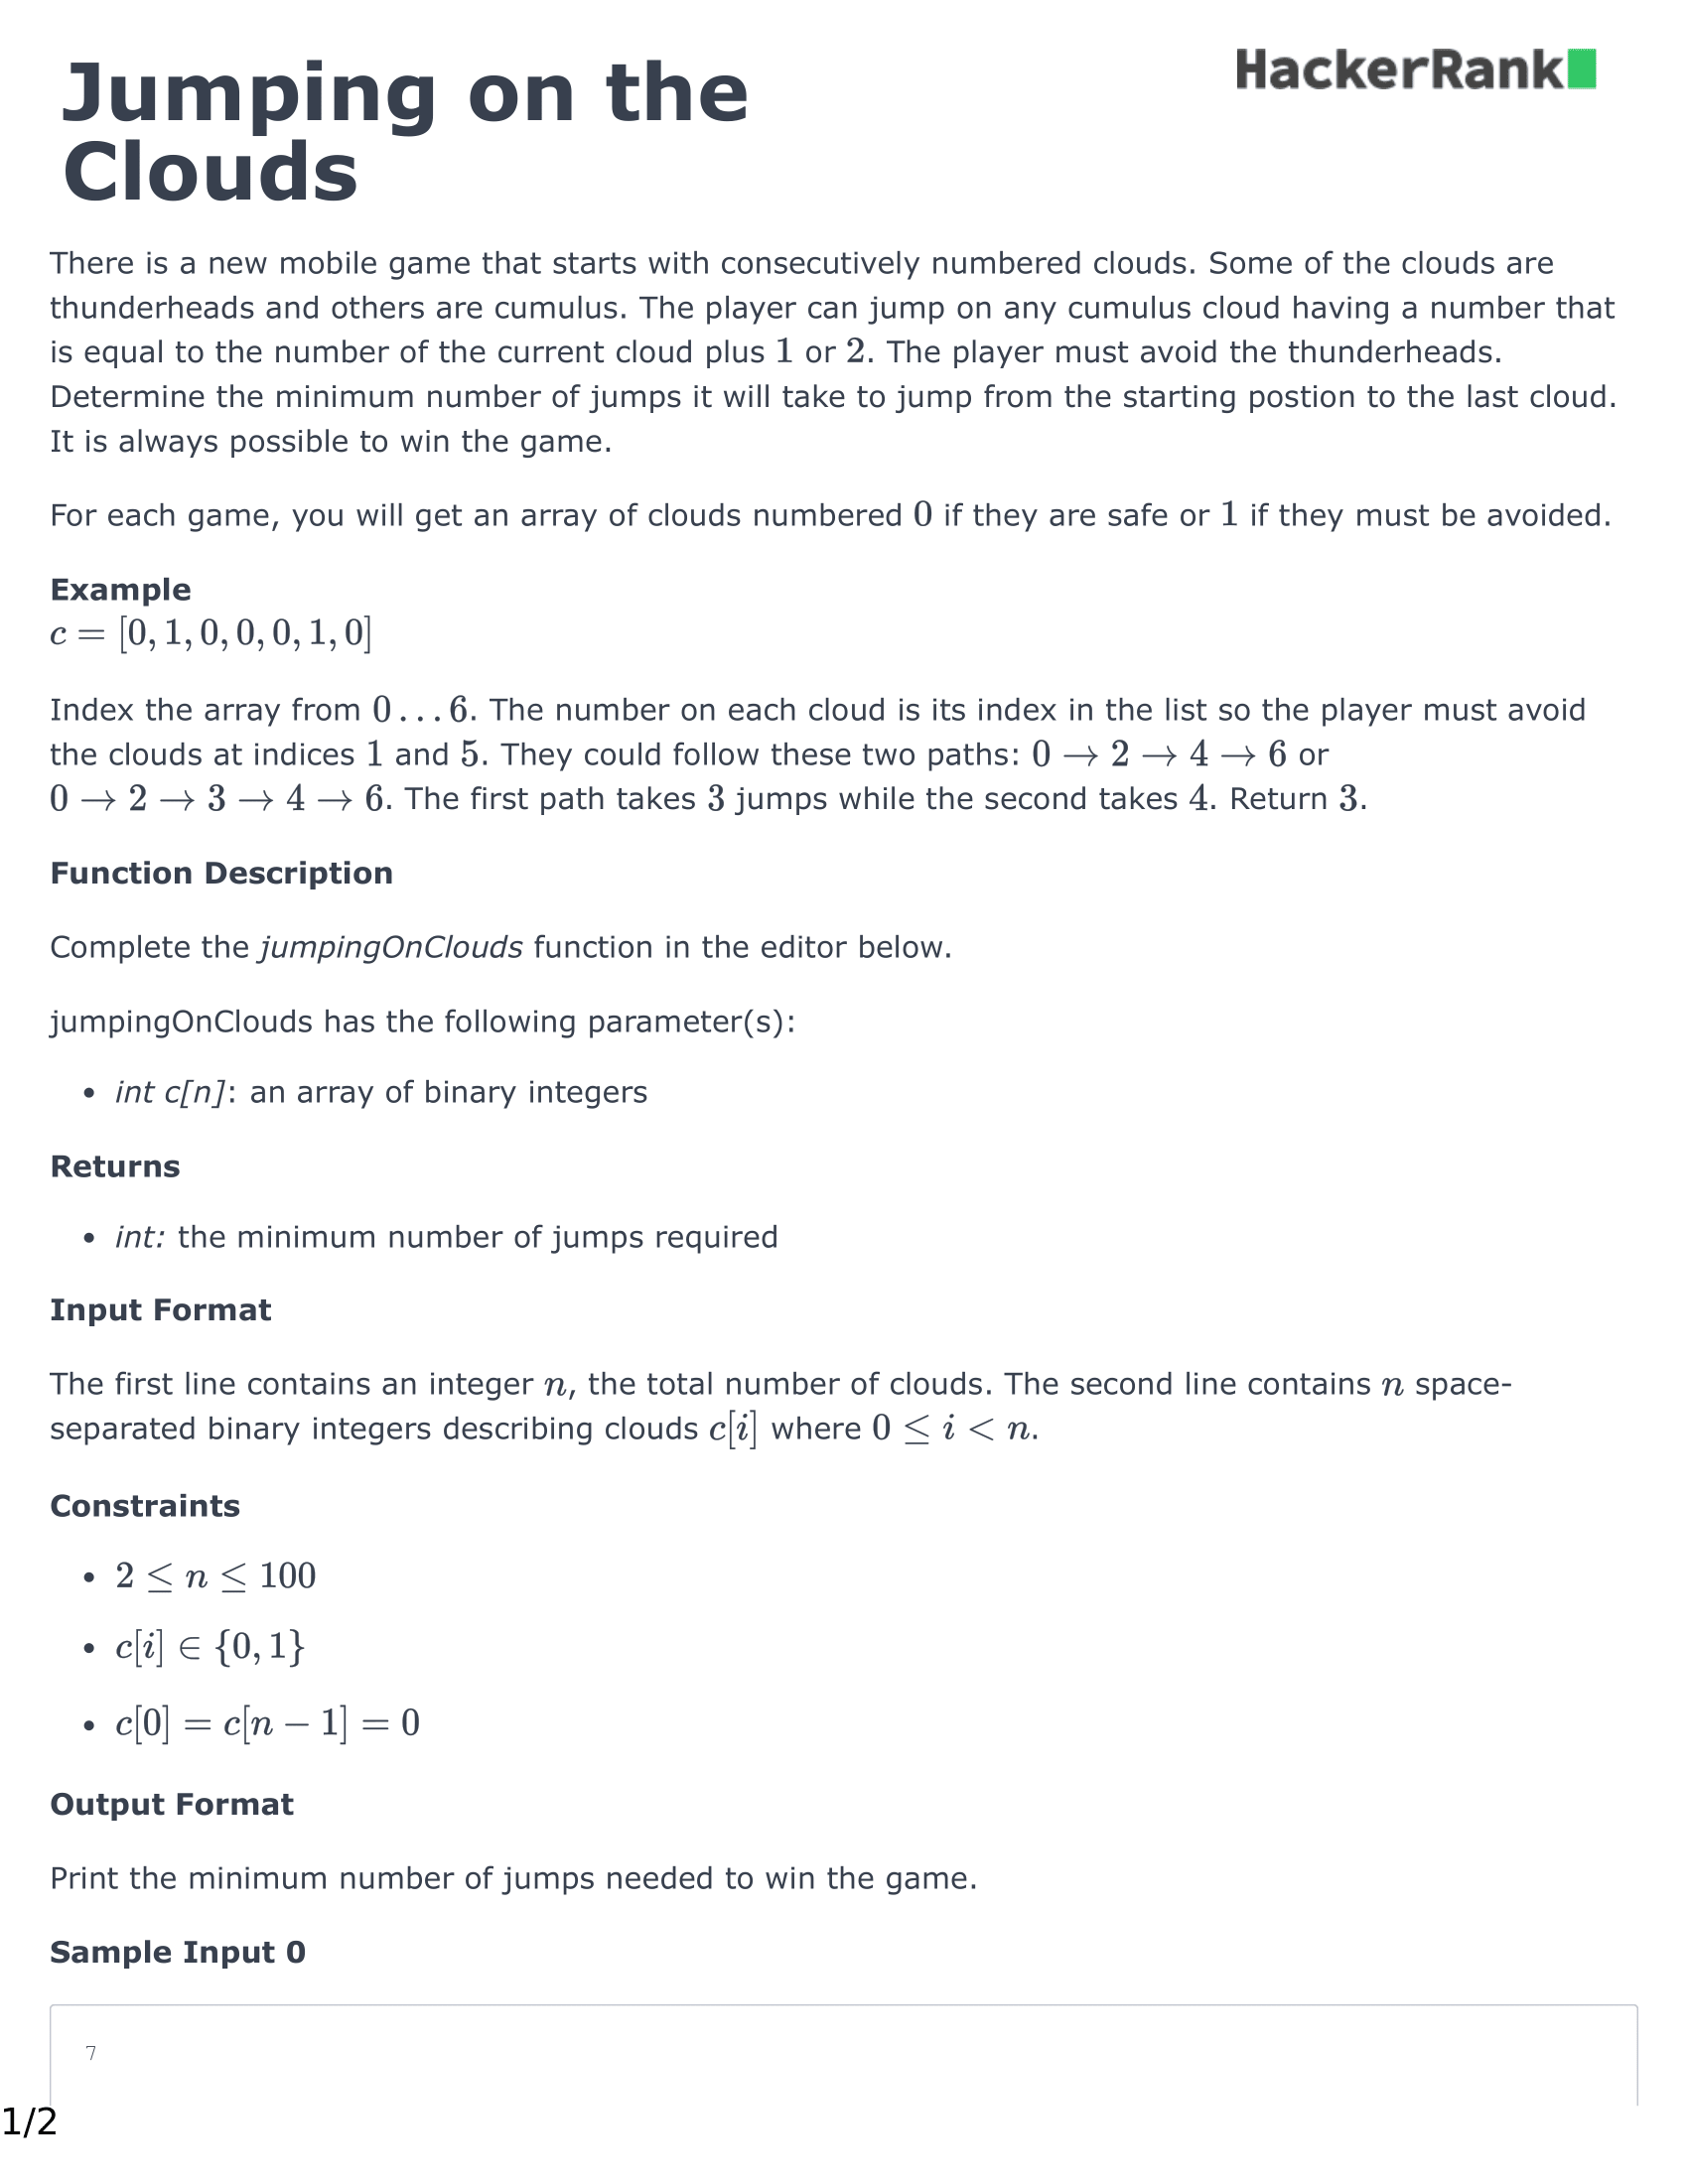 Jumping on the
Clouds
HackerRank
There is a new mobile game that starts with consecutively numbered clouds. Some of the clouds are
thunderheads and others are cumulus. The player can jump on any cumulus cloud having a number that
is equal to the number of the current cloud plus 1 or 2. The player must avoid the thunderheads.
Determine the minimum number of jumps it will take to jump from the starting postion to the last cloud.
It is always possible to win the game.
For each game, you will get an array of clouds numbered 0 if they are safe or 1 if they must be avoided.
Example
c = [0, 1, 0, 0, 0, 1, 0]
Index the array from 0 . . . 6. The number on each cloud is its index in the list so the player must avoid
the clouds at indices 1 and 5. They could follow these two paths: 0 → 2 → 4 → 6 or
0 → 2 → 3 → 4 → 6. The first path takes 3 jumps while the second takes 4. Return 3.
Function Description
Complete the jumpingOnClouds function in the editor below.
jumpingOnClouds has the following parameter(s):
• int c[n]: an array of binary integers
Returns
• int: the minimum number of jumps required
Input Format
The first line contains an integer n, the total number of clouds. The second line contains n space-
separated binary integers describing clouds c[i] where 0 ≤ i < n.
Constraints
• 2 ≤ n ≤ 100
• c[i] ∈ {0, 1}
• c[0] = c[n − 1] = 0
Output Format
Print the minimum number of jumps needed to win the game.
Sample Input 0
7
1/2